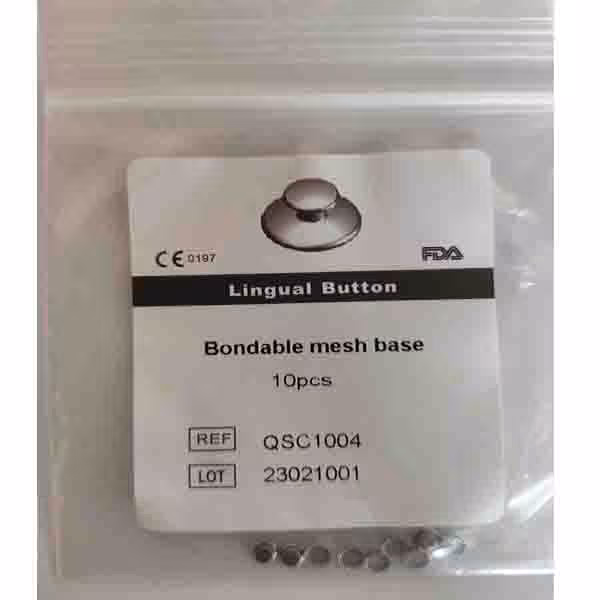 CE 0197
FDA
Lingual Button
Bondable mesh base
10pcs
REF QSC1004
LOT 23021001